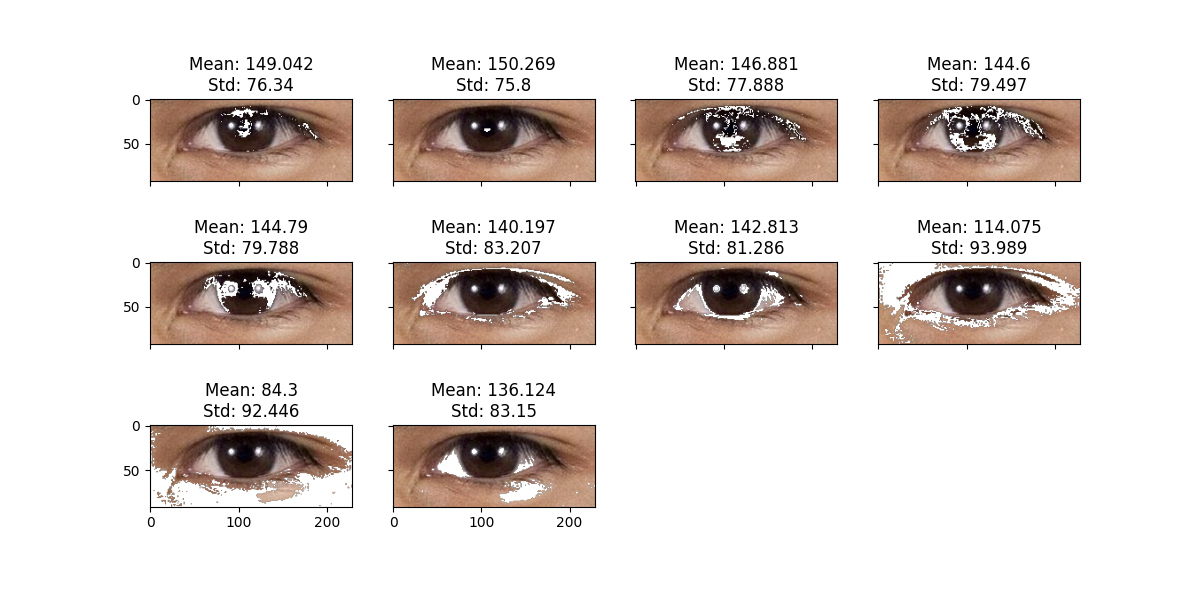 Mean: 149.042
Std: 76.34
Mean: 150.269
Std: 75.8
Mean: 146.881
Std: 77.888
Mean: 144.6
Std: 79.497
0
50
Mean: 144.79
Std: 79.788
Mean: 140.197
Std: 83.207
Mean: 142.813
Std: 81.286
Mean: 114.075
Std: 93.989
0
50
Mean: 84.3
Std: 92.446
Mean: 136.124
Std: 83.15
0
50
0 100 200
0 100 200